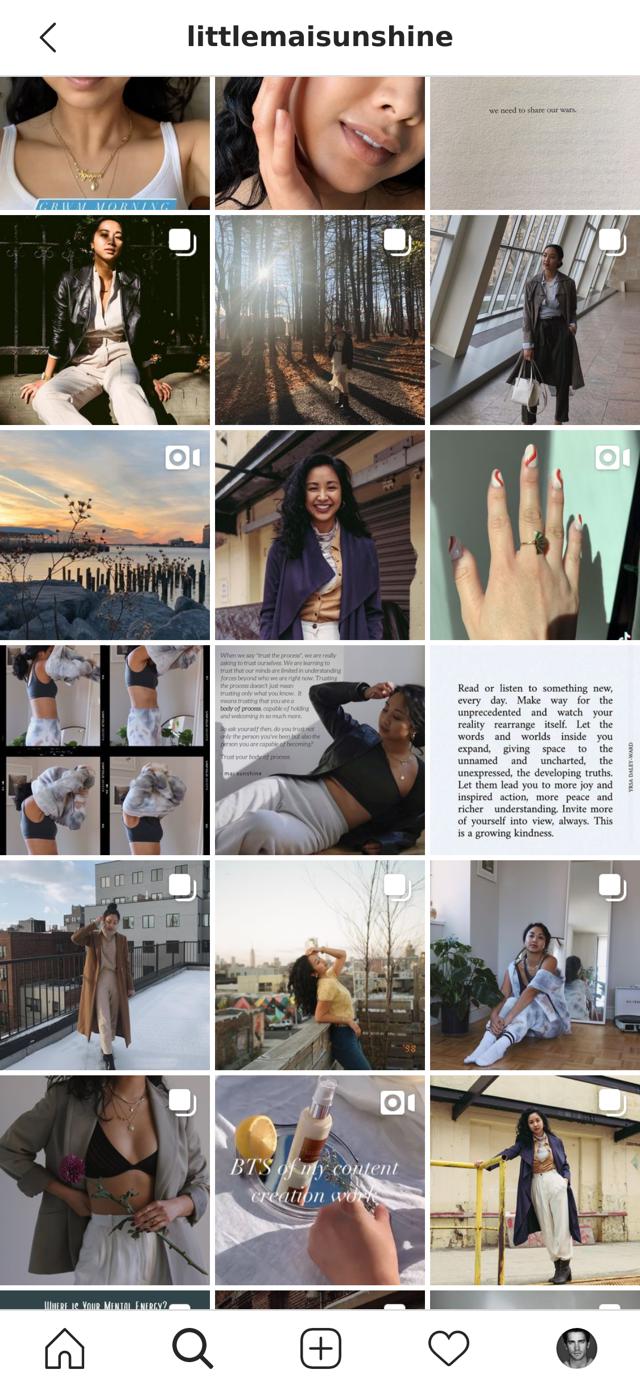 littlemaisunshine
GRWM MORNING
we need to share our wars.
When we say "trust the process", we are really
asking to trust ourselves. We are learning to
trust that our minds are limited in understanding
forces beyond who we are right now. Trusting
the process doesn't just mean
trusting only what you know. It
means trusting that you are a
body of process, capable of holding
and welcoming in so much more.
So ask yourself then, do you trust not
only the person you've been but also the
person you are capable of becoming?
Trust your body of process
mai sunshine
Read or listen to something new,
every day. Make way for the
unprecedented and watch your
reality rearrange itself. Let the
words and worlds inside you
expand, giving space to the
unnamed and uncharted, the
unexpressed, the developing truths.
Let them lead you to more joy and
inspired action, more peace and
richer understanding. Invite more
of yourself into view, always. This
is a growing kindness.
YRSA DALEY-WARD
'98
BTS of my content
creation work
WHERE IS YOUR MENTAL ENERGY?